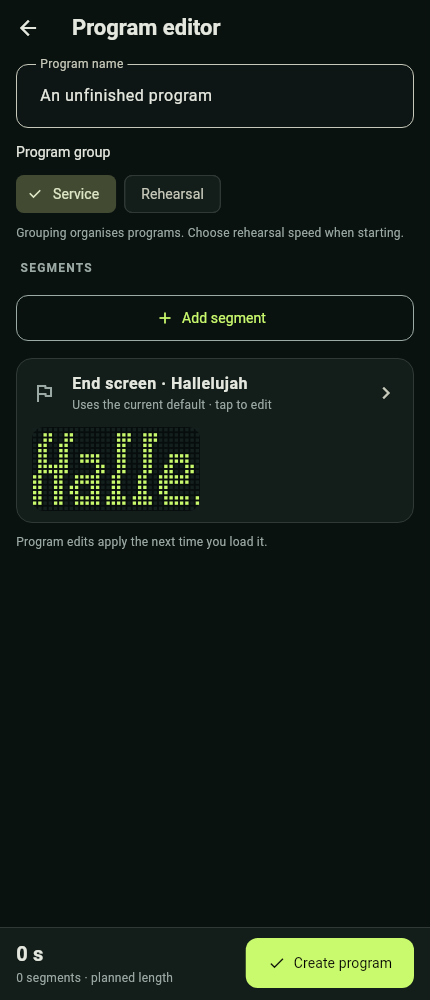 Program editor
Program name
An unfinished program
Program group
Service
Rehearsal
Grouping organises programs. Choose rehearsal speed when starting.
SEGMENTS
Add segment
End screen · Hallelujah
Uses the current default · tap to edit
Halle
Program edits apply the next time you load it.
0 s
0 segments · planned length
Create program